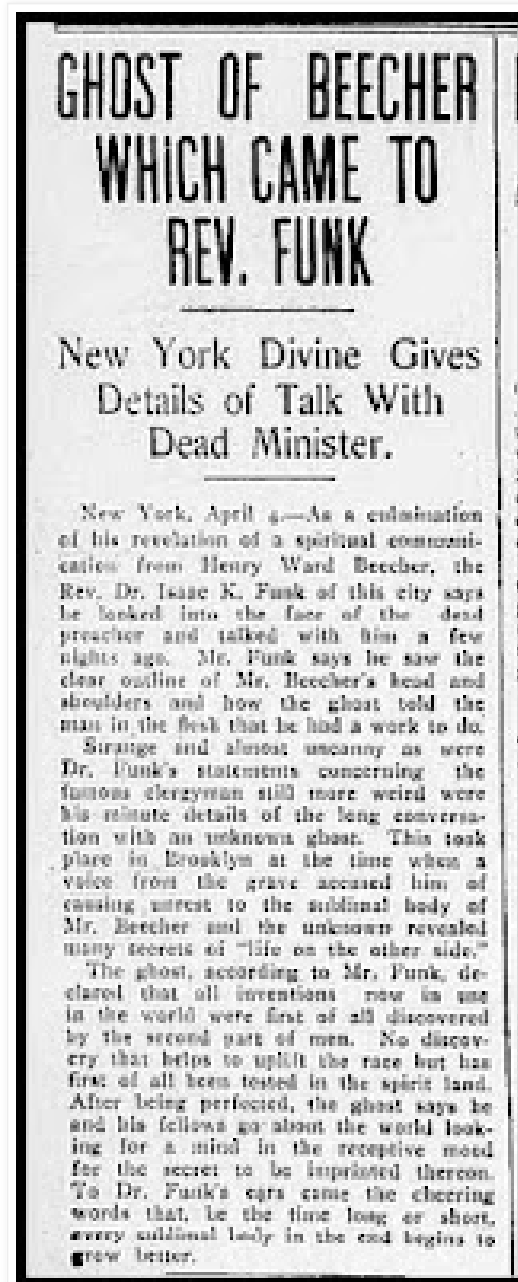 GHOST OF BEECHER
WHICH CAME TO
REV. FUNK
New York Divine Gives
Details of Talk With
Dead Minister.
New York, April 4.—As a culmination
of his revelation of a spiritual communi-
cation from Henry Ward Beecher, the
Rev. Dr. Isaac K. Funk of this city says
he looked into the face of the dead
preacher and talked with him a few
nights ago. Mr. Funk says he saw the
clear outline of Mr. Beecher's head and
shoulders and how the ghost told the
man in the flesh that he had a work to do.
Strange and almost uncanny as were
Dr. Funk's statements concerning the
famous clergyman still more weird were
his minute details of the long conversa-
tion with an unknown ghost. This took
place in Brooklyn at the time when a
voice from the grave accused him of
causing unrest to the sublimal body of
Mr. Beecher and the unknown revealed
many secrets of "life on the other side."
The ghost, according to Mr. Funk, de-
clared that all inventions now in use
in the world were first of all discovered
by the second part of men. No discov-
ery that helps to uplift the race but has
first of all been tested in the spirit land.
After being perfected, the ghost says he
and his fellows go about the world look-
ing for a mind in the receptive mood
for the secret to be imprinted thereon.
To Dr. Funk's ears came the cheering
words that, be the time long or short,
every sublimal body in the end begins to
grow better.